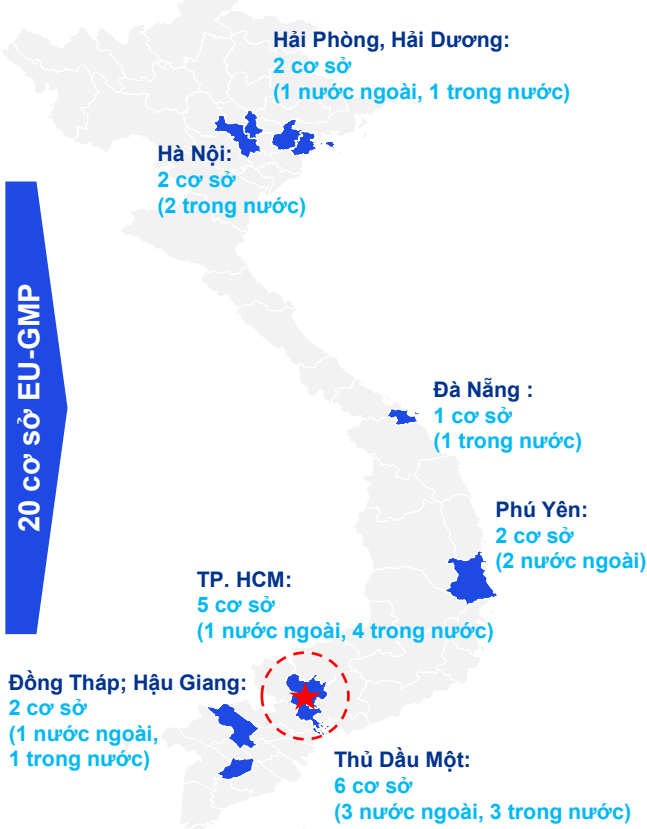 Hải Phòng, Hải Dương:
2 cơ sở
(1 nước ngoài, 1 trong nước)
Hà Nội:
2 cơ sở
(2 trong nước)
20 cơ sở EU-GMP
Đà Nẵng :
1 cơ sở
(1 trong nước)
Phú Yên:
2 cơ sở
(2 nước ngoài)
TP. HCM:
5 cơ sở
(1 nước ngoài, 4 trong nước)
Đồng Tháp; Hậu Giang:
2 cơ sở
(1 nước ngoài,
1 trong nước)
Thủ Dầu Một:
6 cơ sở
(3 nước ngoài, 3 trong nước)